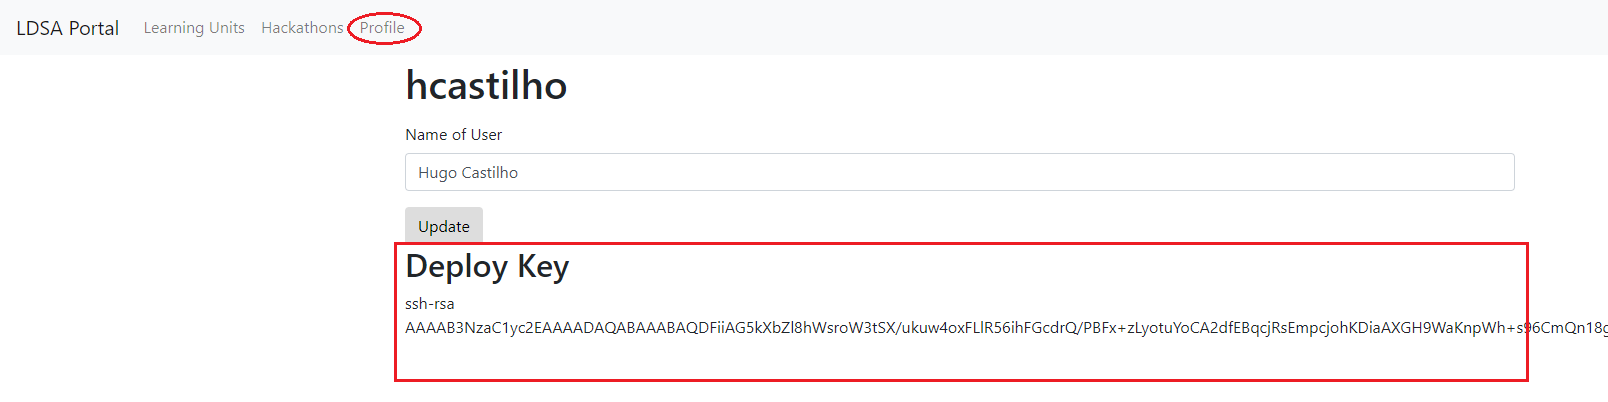 LDSA Portal Learning Units Hackathons Profile
hcastilho
Name of User
Hugo Castilho
Update
Deploy Key
ssh-rsa
AAAAB3NzaC1yc2EAAAADAQABAAABAQDFiiAG5kXbZl8hWsroW3tSX/ukuw4oxFLlR56ihFGcdrQ/PBFx+zLyotuYoCA2dfEBqcjRsEmpcjohKDiaAXGH9WaKnpWh+s96CmQn18g